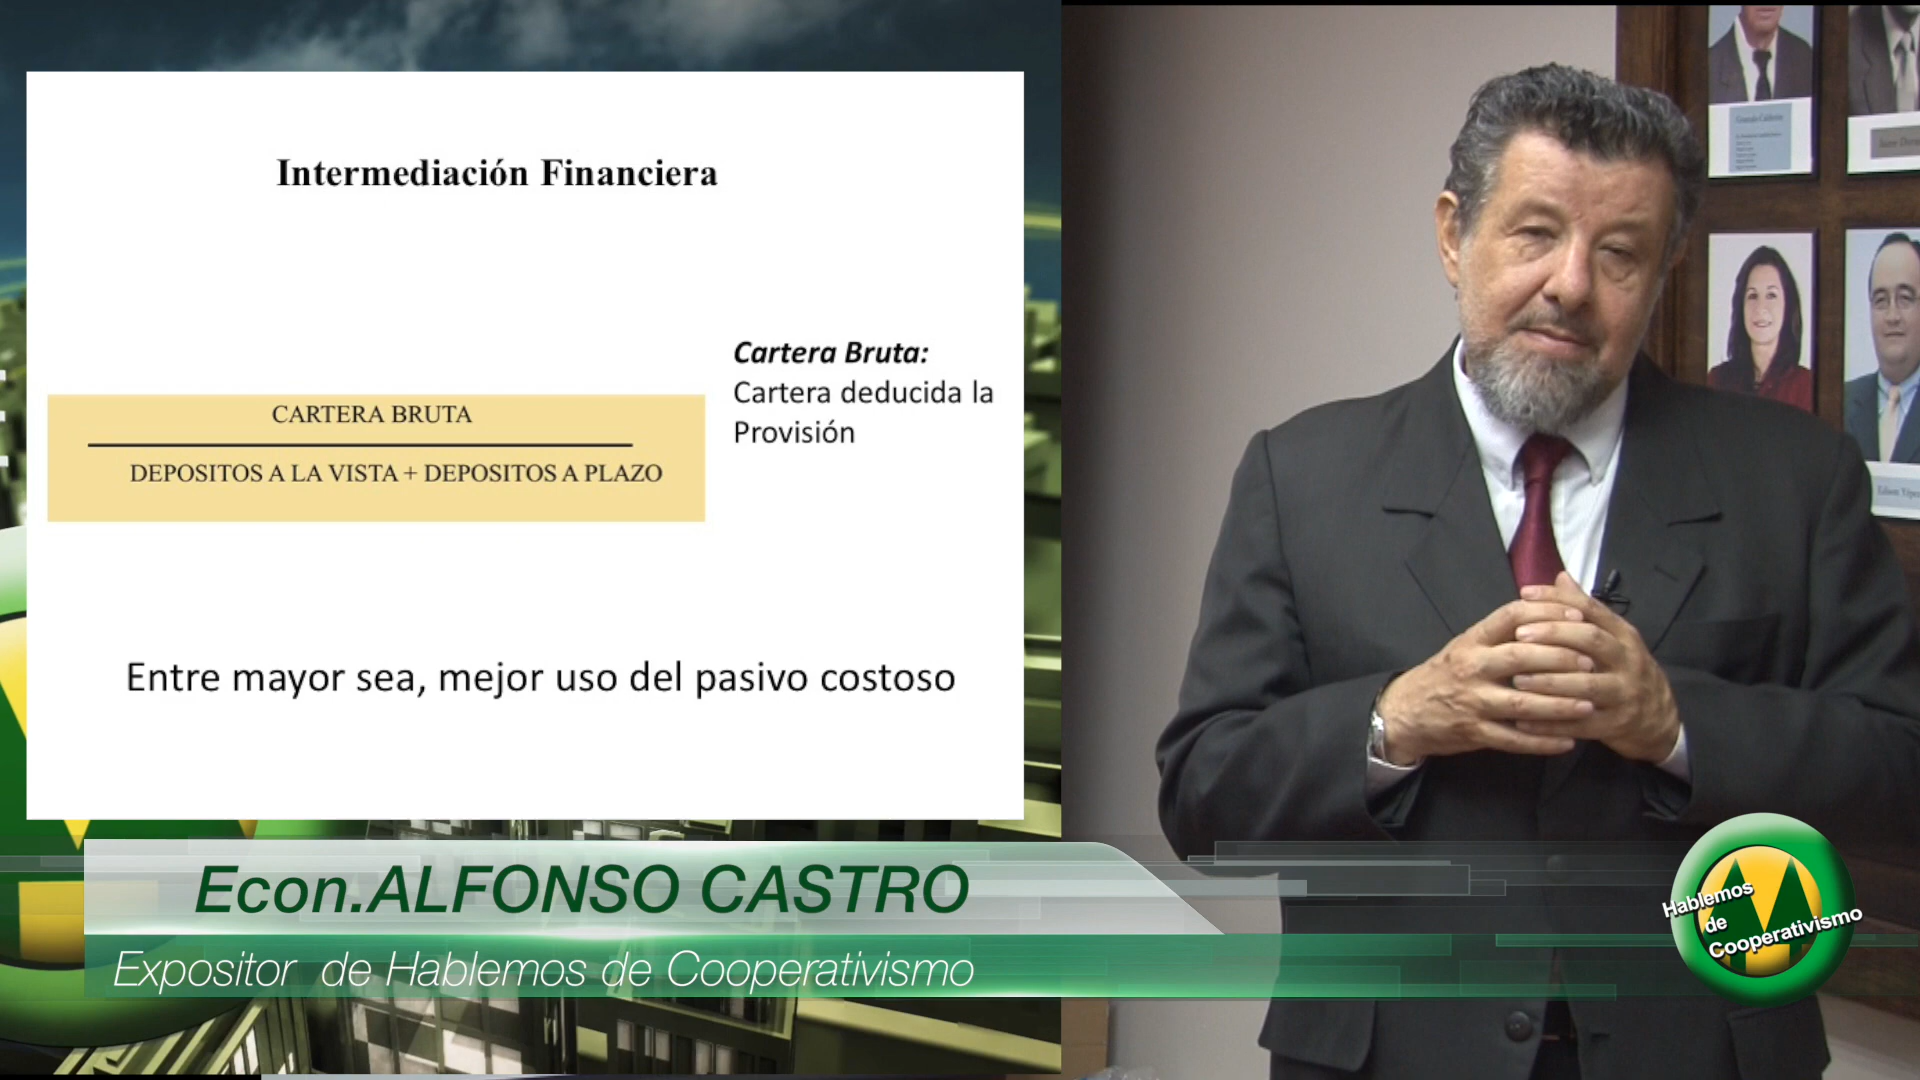 Intermediación Financiera
Cartera Bruta:
Cartera deducida la
Provisión
CARTERA BRUTA
DEPOSITOS A LA VISTA + DEPOSITOS A PLAZO
Entre mayor sea, mejor uso del pasivo costoso
Econ.ALFONSO CASTRO
Expositor de Hablemos de Cooperativismo
Hablemos
de
Cooperativismo